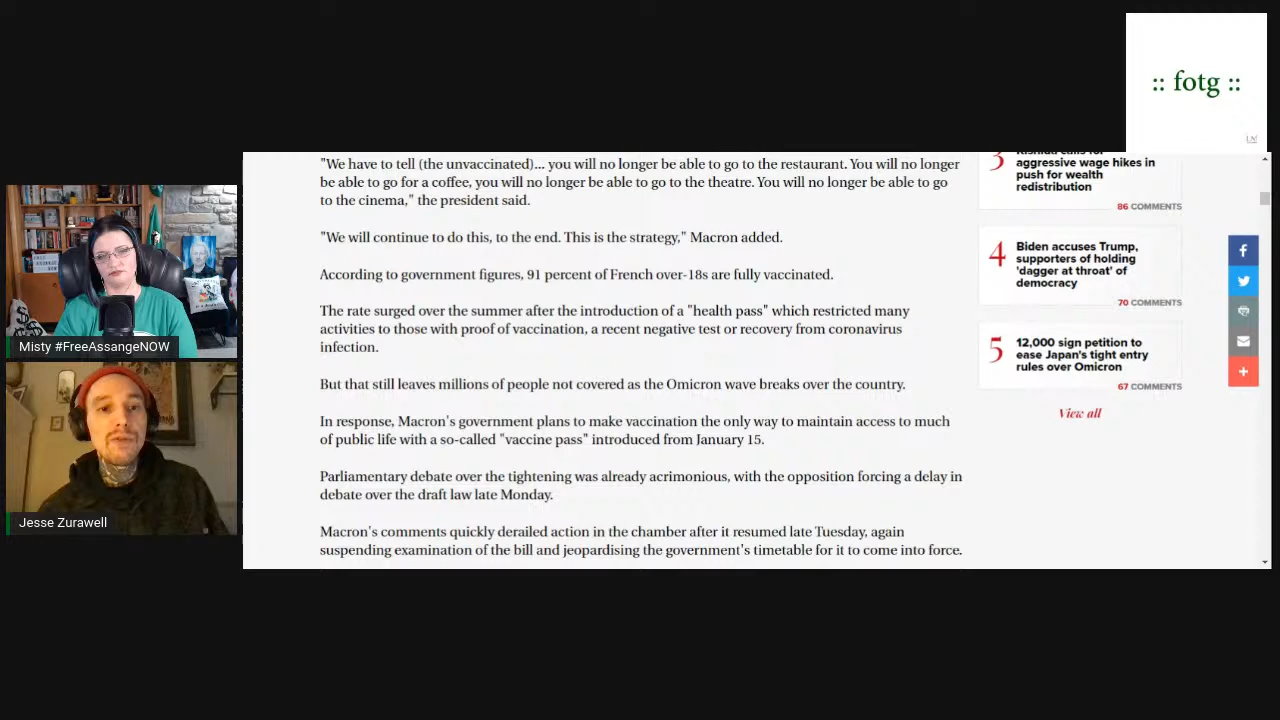 :: fotg ::
"We have to tell (the unvaccinated)... you will no longer be able to go to the restaurant. You will no longer
be able to go for a coffee, you will no longer be able to go to the theatre. You will no longer be able to go
to the cinema," the president said.
"We will continue to do this, to the end. This is the strategy," Macron added.
According to government figures, 91 percent of French over-18s are fully vaccinated.
The rate surged over the summer after the introduction of a "health pass" which restricted many
activities to those with proof of vaccination, a recent negative test or recovery from coronavirus
infection.
But that still leaves millions of people not covered as the Omicron wave breaks over the country.
In response, Macron's government plans to make vaccination the only way to maintain access to much
of public life with a so-called "vaccine pass" introduced from January 15.
Parliamentary debate over the tightening was already acrimonious, with the opposition forcing a delay in
debate over the draft law late Monday.
Macron's comments quickly derailed action in the chamber after it resumed late Tuesday, again
suspending examination of the bill and jeopardising the government's timetable for it to come into force.
3
Kishida calls for
aggressive wage hikes in
push for wealth
redistribution
86 COMMENTS
4
Biden accuses Trump,
supporters of holding
'dagger at throat' of
democracy
70 COMMENTS
5
12,000 sign petition to
ease Japan's tight entry
rules over Omicron
67 COMMENTS
View all
Misty #FreeAssangeNOW
Jesse Zurawell